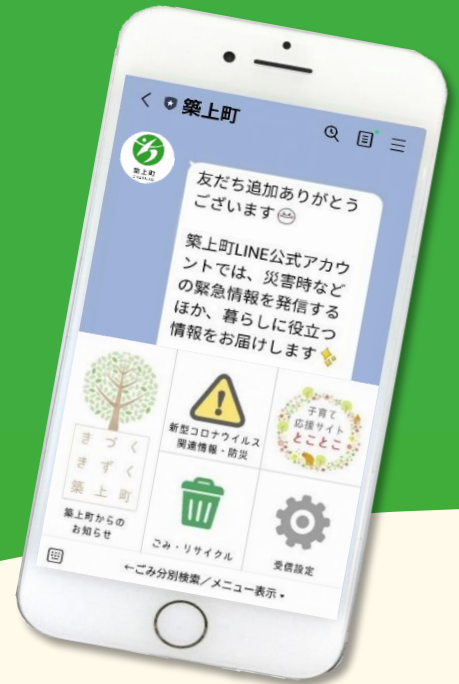 築上町
築上町
友だち追加ありがとう
ございます
築上町LINE公式アカウ
ントでは、災害時など
の緊急情報を発信する
ほか、暮らしに役立つ
情報をお届けします
きづく
きずく
築上町
築上町からの
お知らせ
新型コロナウイルス
関連情報・防災
子育て
応援サイト
とことこ
ごみ・リサイクル
受信設定
←ごみ分別検索／メニュー表示